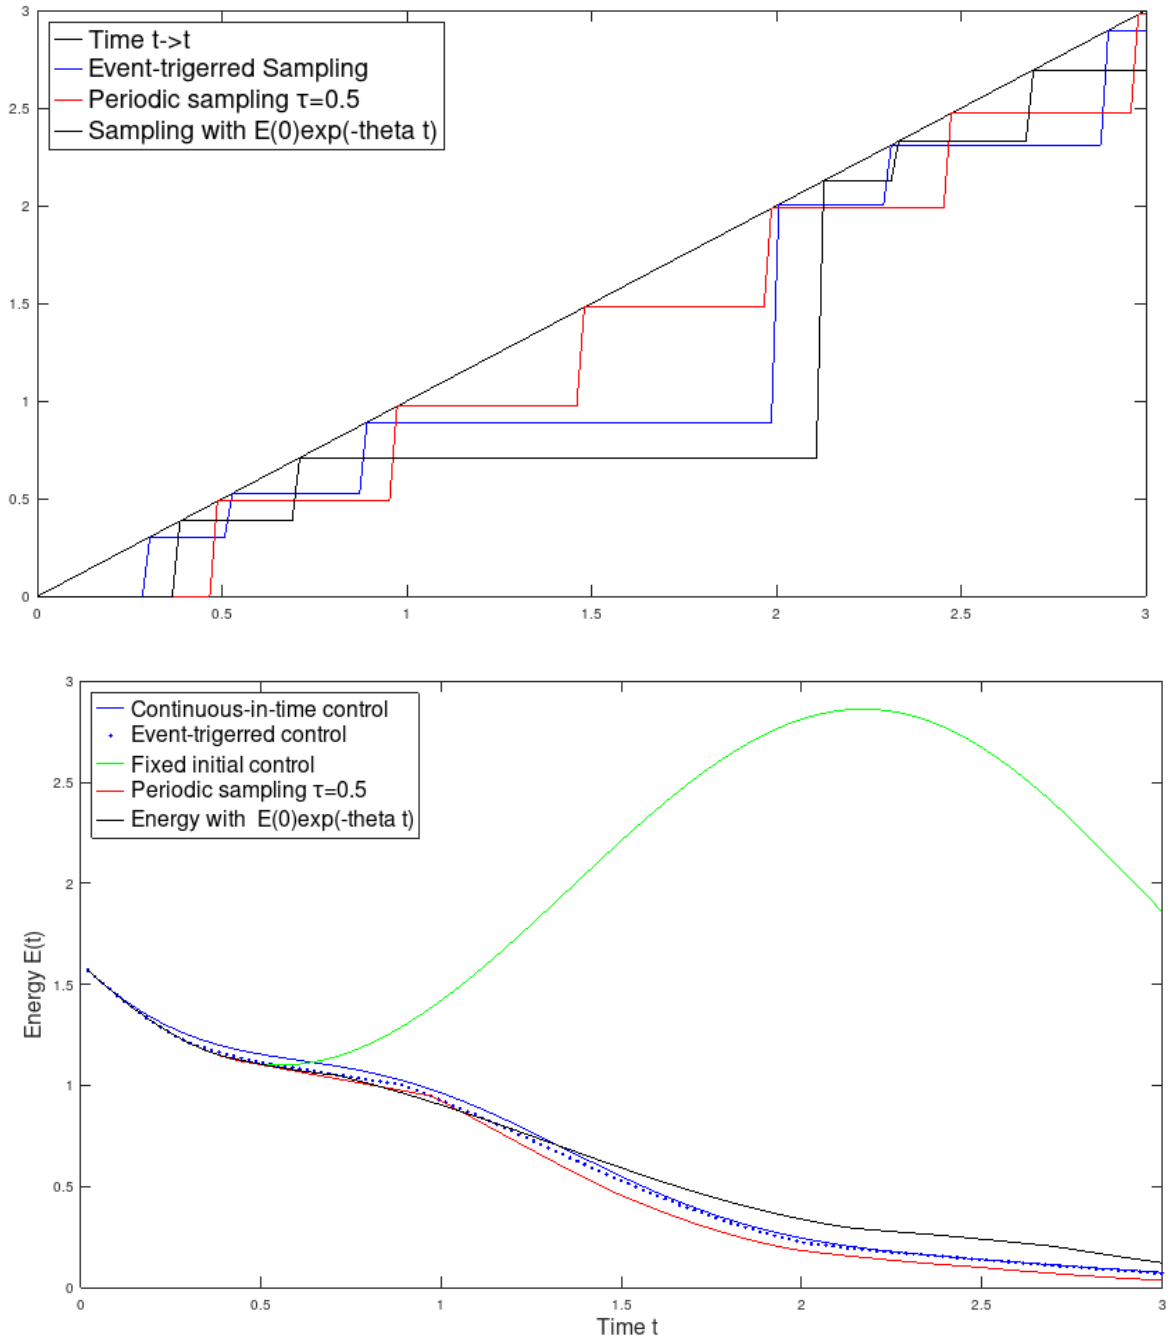 3
2.5
2
1.5
1
0.5
0
Time t->t
Event-trigerred Sampling
Periodic sampling τ=0.5
Sampling with E(0)exp(-theta t)
0 0.5 1 1.5 2 2.5 3
3
2.5
2
1.5
1
0.5
0
Energy E(t)
Continuous-in-time control
Event-trigerred control
Fixed initial control
Periodic sampling τ=0.5
Energy with E(0)exp(-theta t)
0 0.5 1 1.5 2 2.5 3
Time t